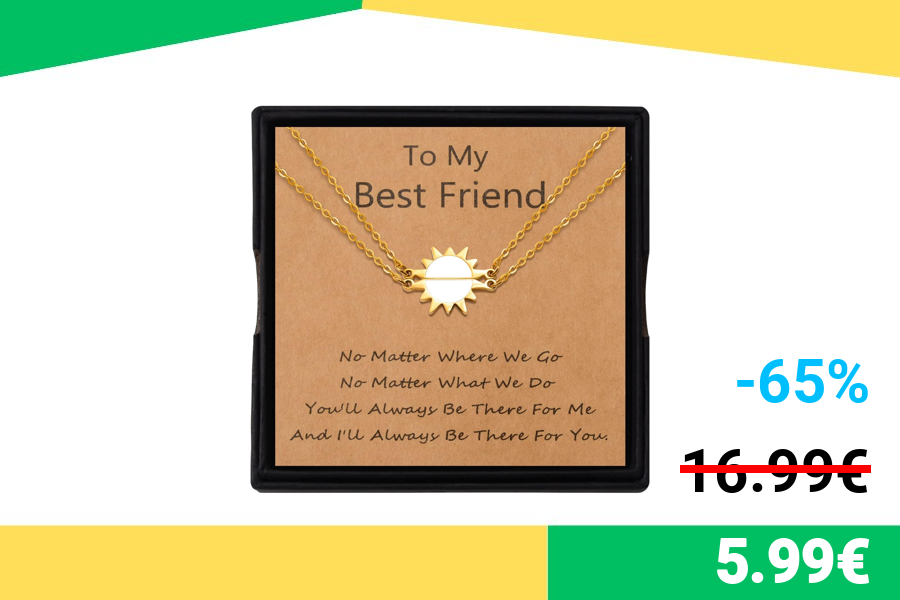 To My
Best Friend
No Matter Where We Go
No Matter What We Do
You'll Always Be There For Me
And I'll Always Be There For You.
-65%
16.99€
5.99€